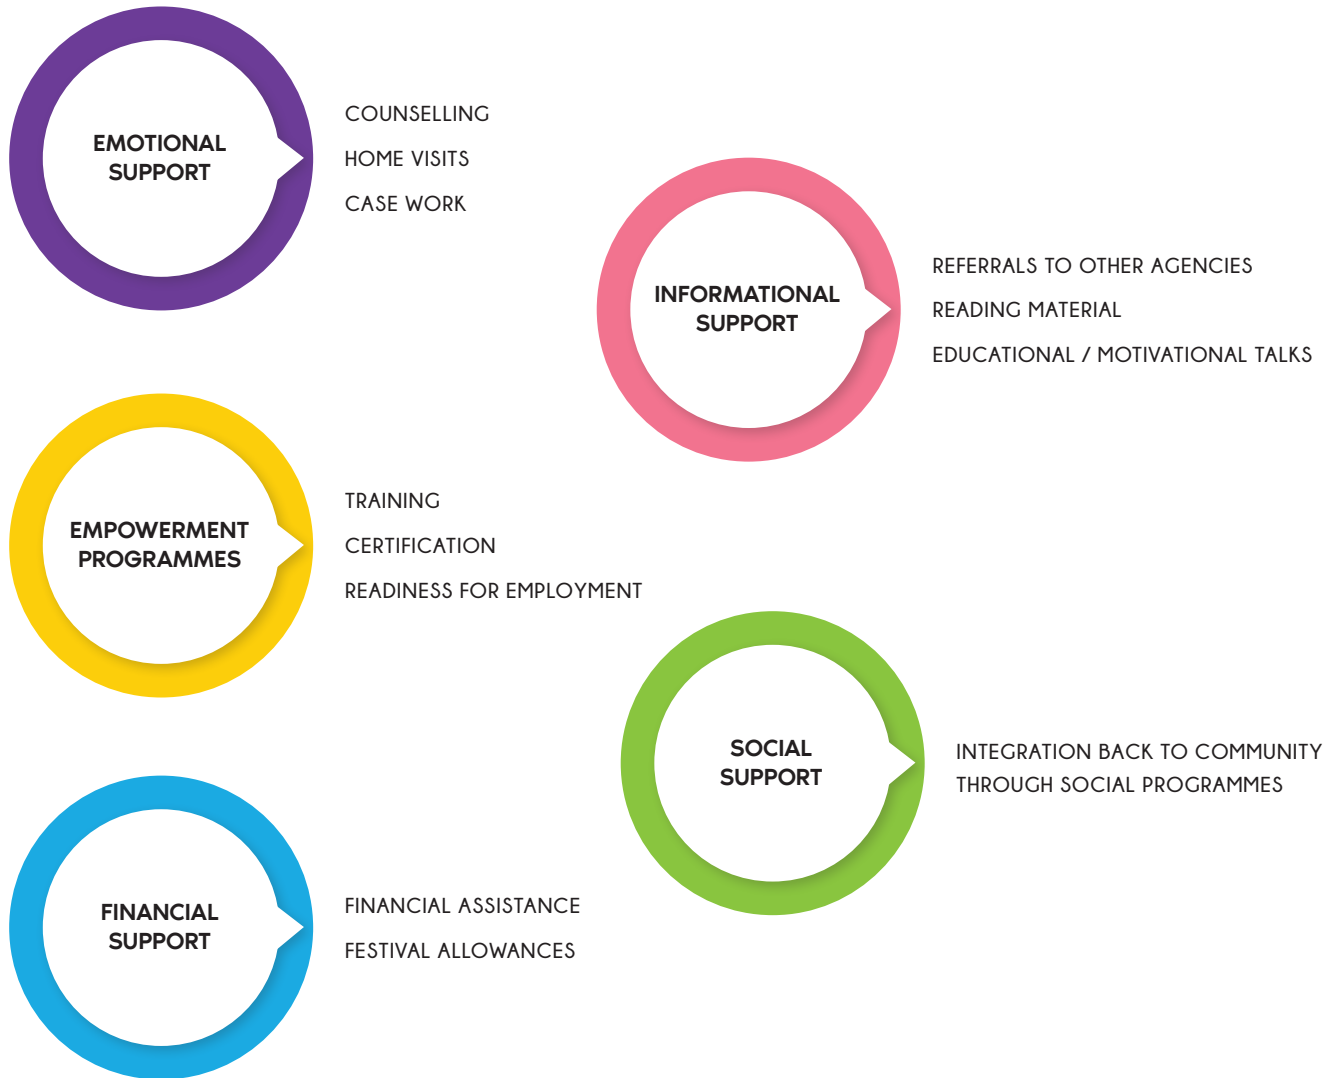 EMOTIONAL
SUPPORT
COUNSELLING
HOME VISITS
CASE WORK
INFORMATIONAL
SUPPORT
REFERRALS TO OTHER AGENCIES
READING MATERIAL
EDUCATIONAL / MOTIVATIONAL TALKS
EMPOWERMENT
PROGRAMMES
TRAINING
CERTIFICATION
READINESS FOR EMPLOYMENT
SOCIAL
SUPPORT
INTEGRATION BACK TO COMMUNITY
THROUGH SOCIAL PROGRAMMES
FINANCIAL
SUPPORT
FINANCIAL ASSISTANCE
FESTIVAL ALLOWANCES